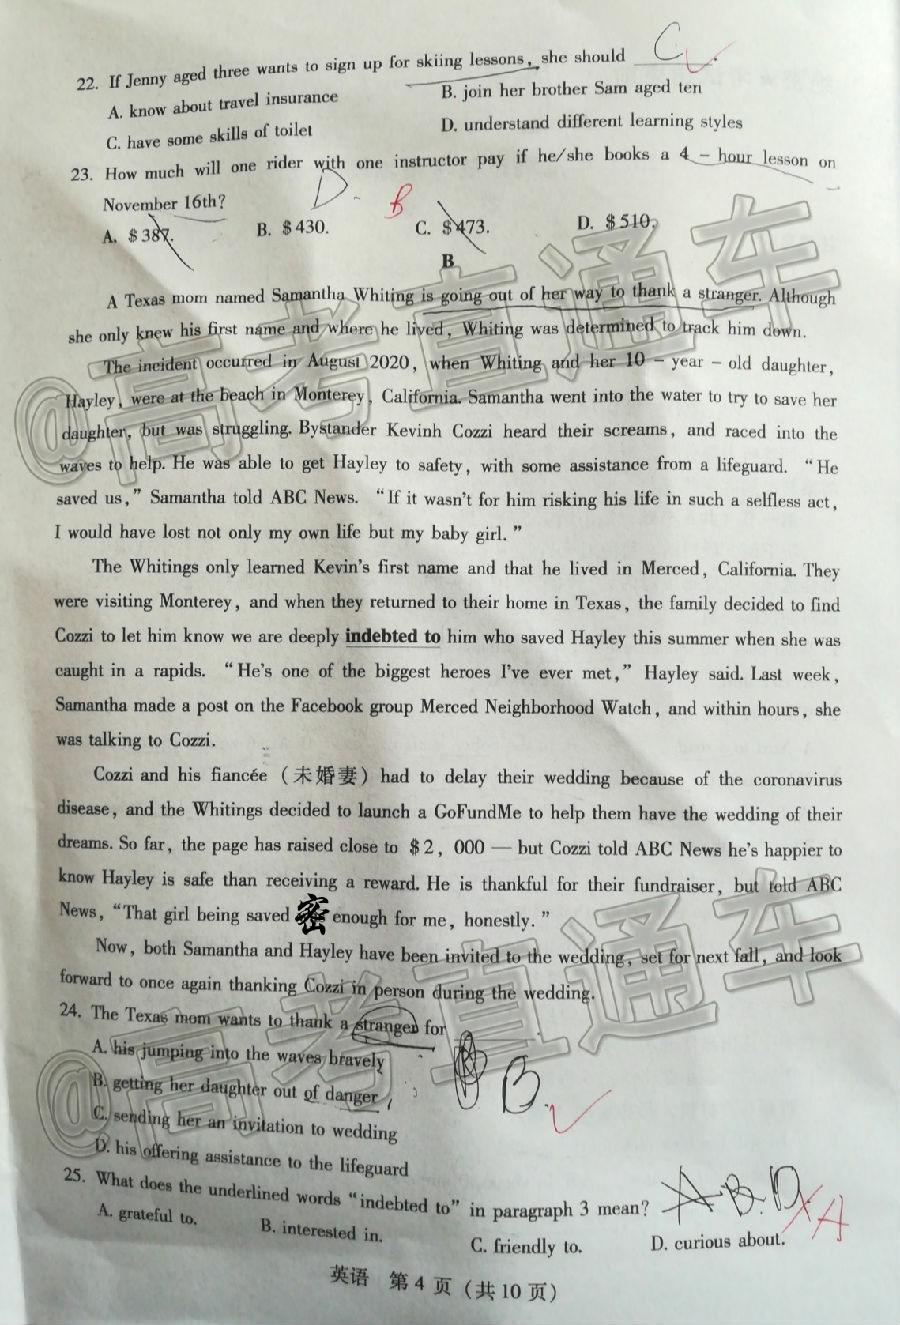 22. If Jenny aged three wants to sign up for skiing lessons, she should ______. C
A. know about travel insurance B. join her brother Sam aged ten
C. have some skills of toilet D. understand different learning styles
23. How much will one rider with one instructor pay if he/she books a 4 - hour lesson on
November 16th? D. B
A. $387. B. $430. C. $473. D. $510.
B
A Texas mom named Samantha Whiting is going out of her way to thank a stranger. Although
she only knew his first name and where he lived, Whiting was determined to track him down.
The incident occurred in August 2020, when Whiting and her 10 - year - old daughter,
Hayley, were at the beach in Monterey, California. Samantha went into the water to try to save her
daughter, but was struggling. Bystander Kevinh Cozzi heard their screams, and raced into the
waves to help. He was able to get Hayley to safety, with some assistance from a lifeguard. “He
saved us,” Samantha told ABC News. “If it wasn't for him risking his life in such a selfless act,
I would have lost not only my own life but my baby girl.”
The Whitings only learned Kevin's first name and that he lived in Merced, California. They
were visiting Monterey, and when they returned to their home in Texas, the family decided to find
Cozzi to let him know we are deeply indebted to him who saved Hayley this summer when she was
caught in a rapids. “He's one of the biggest heroes I've ever met,” Hayley said. Last week,
Samantha made a post on the Facebook group Merced Neighborhood Watch, and within hours, she
was talking to Cozzi.
Cozzi and his fiancée (未婚妻) had to delay their wedding because of the coronavirus
disease, and the Whitings decided to launch a GoFundMe to help them have the wedding of their
dreams. So far, the page has raised close to $2, 000 — but Cozzi told ABC News he's happier to
know Hayley is safe than receiving a reward. He is thankful for their fundraiser, but told ABC
News, “That girl being saved 密 enough for me, honestly.”
Now, both Samantha and Hayley have been invited to the wedding, set for next fall, and look
forward to once again thanking Cozzi in person during the wedding.
24. The Texas mom wants to thank a stranger for
A. his jumping into the waves bravely
B. getting her daughter out of danger B.
C. sending her an invitation to wedding
D. his offering assistance to the lifeguard
25. What does the underlined words “indebted to” in paragraph 3 mean? A B. D A
A. grateful to. B. interested in. C. friendly to. D. curious about.
英语 第4页(共10页)
@高考直通车
@高考直通车